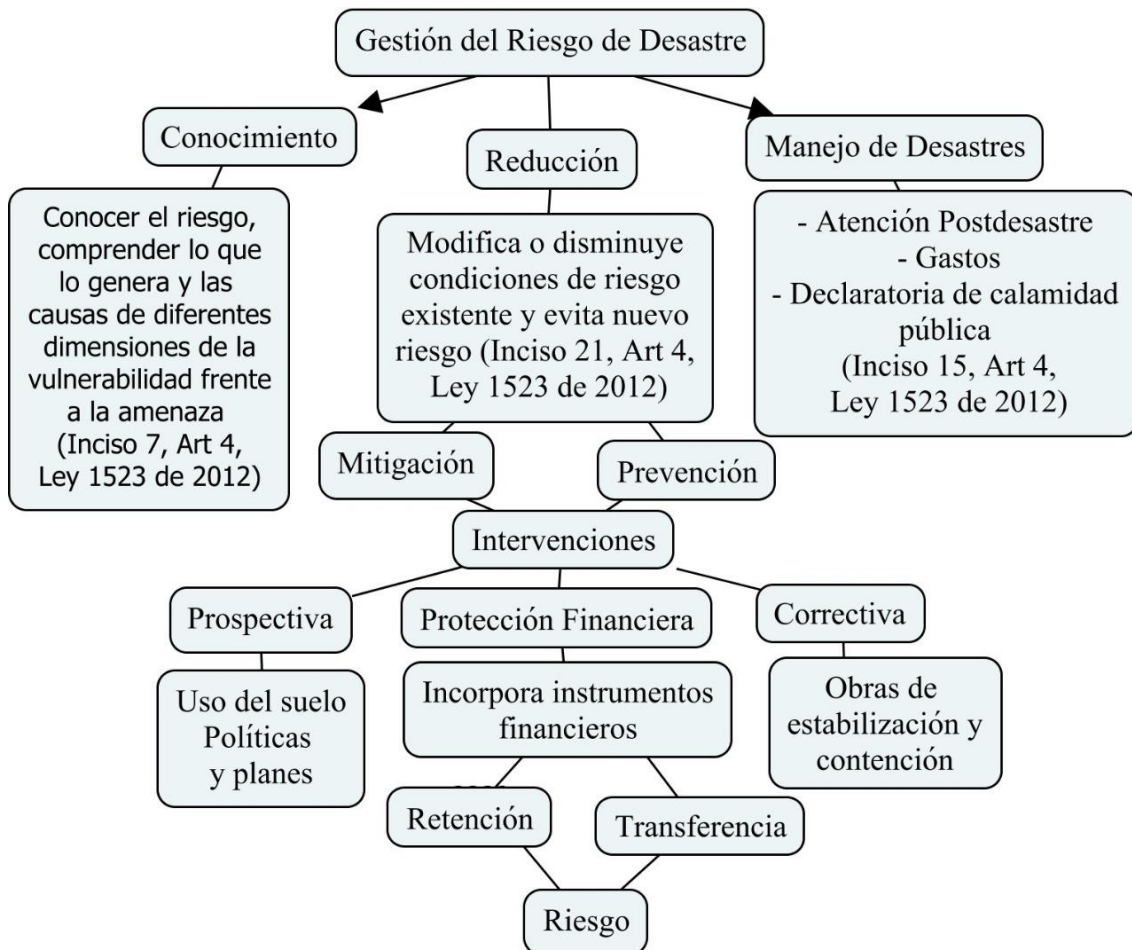 Gestión del Riesgo de Desastre
Conocimiento
Reducción
Manejo de Desastres
Conocer el riesgo,
comprender lo que
lo genera y las
causas de diferentes
dimensiones de la
vulnerabilidad frente
a la amenaza
(Inciso 7, Art 4,
Ley 1523 de 2012)
Modifica o disminuye
condiciones de riesgo
existente y evita nuevo
riesgo (Inciso 21, Art 4,
Ley 1523 de 2012)
- Atención Postdesastre
- Gastos
- Declaratoria de calamidad
pública
(Inciso 15, Art 4,
Ley 1523 de 2012)
Mitigación
Prevención
Intervenciones
Prospectiva
Protección Financiera
Correctiva
Uso del suelo
Políticas
y planes
Incorpora instrumentos
financieros
Obras de
estabilización y
contención
Retención
Transferencia
Riesgo